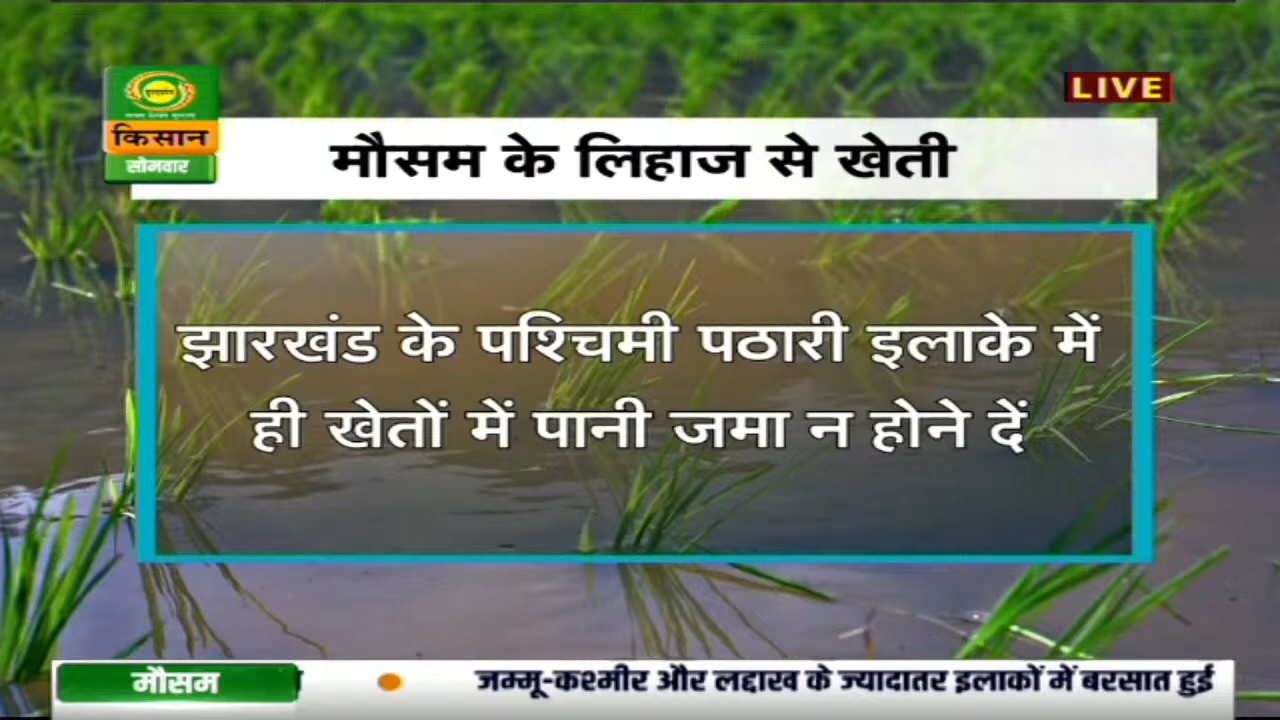 LIVE
किसान
सोमवार
मौसम के लिहाज से खेती
झारखंड के पश्चिमी पठारी इलाके में
ही खेतों में पानी जमा न होने दें
मौसम
जम्मू-कश्मीर और लद्दाख के ज्यादातर इलाकों में बरसात हुई